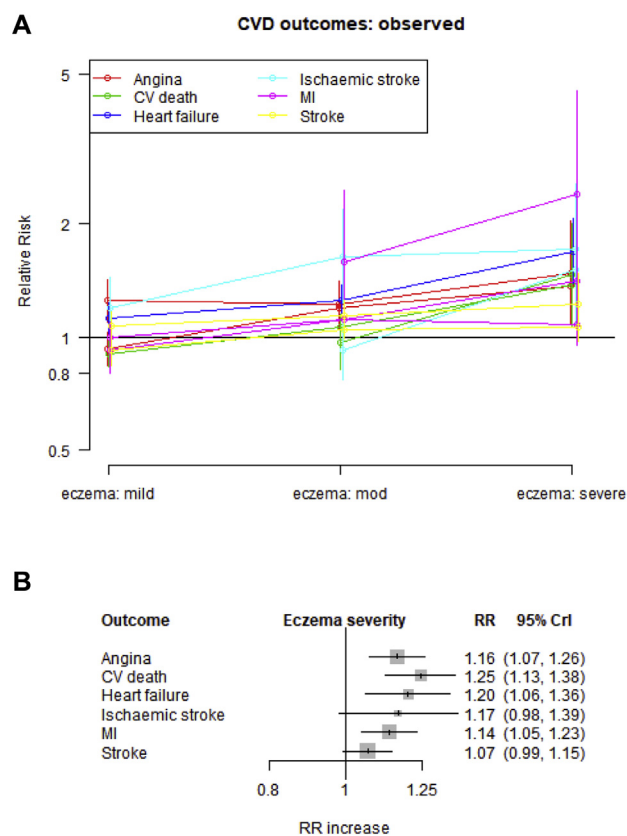 A
CVD outcomes: observed
Angina
CV death
Heart failure
Ischaemic stroke
MI
Stroke
Relative Risk
5
2
1
0.8
0.5
eczema: mild eczema: mod eczema: severe
B
Outcome Eczema severity RR 95% CrI
Angina 1.16 (1.07, 1.26)
CV death 1.25 (1.13, 1.38)
Heart failure 1.20 (1.06, 1.36)
Ischaemic stroke 1.17 (0.98, 1.39)
MI 1.14 (1.05, 1.23)
Stroke 1.07 (0.99, 1.15)
0.8 1 1.25
RR increase